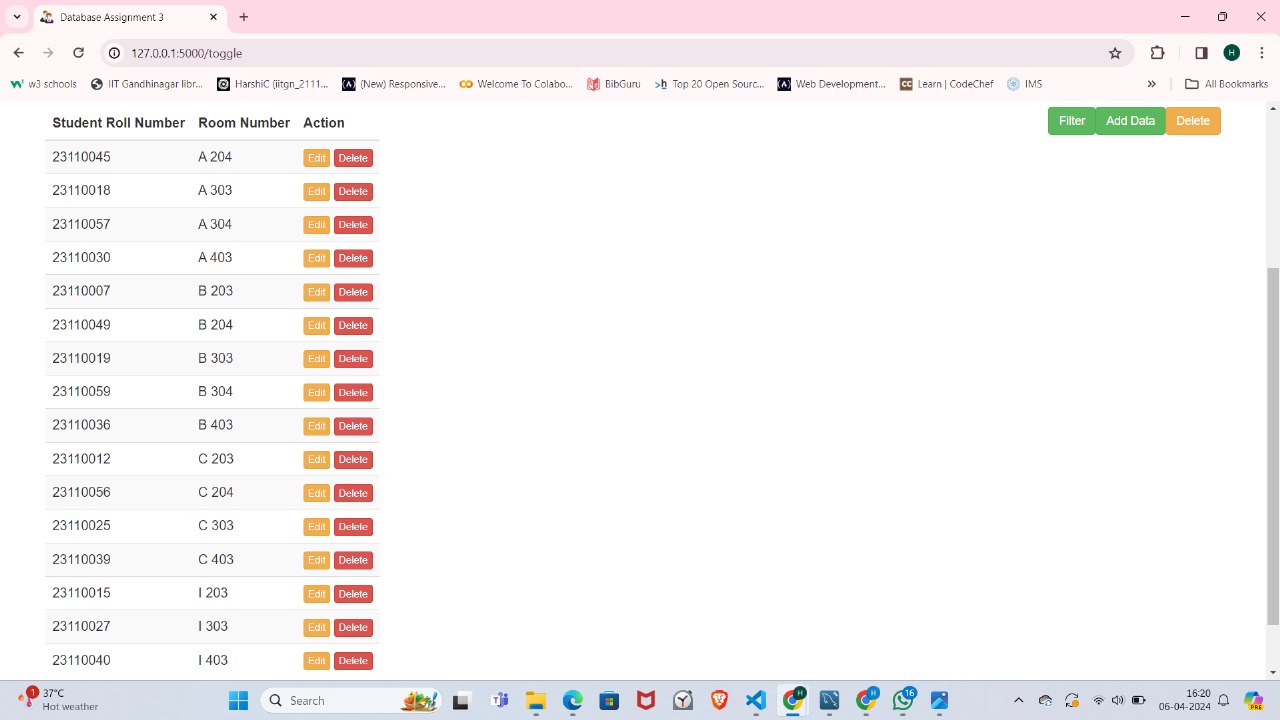 Database Assignment 3
127.0.0.1:5000/toggle
w3 schools IIT Gandhinagar libr... HarshiC (iitgn_2111... (New) Responsive... Welcome To Colabo... BibGuru Top 20 Open Sourc... Web Development... Learn | CodeChef IMS » All Bookmarks
Student Roll Number Room Number Action
Filter Add Data Delete
23110045 A 204 Edit Delete
23110018 A 303 Edit Delete
23110057 A 304 Edit Delete
23110030 A 403 Edit Delete
23110007 B 203 Edit Delete
23110049 B 204 Edit Delete
23110019 B 303 Edit Delete
23110059 B 304 Edit Delete
23110036 B 403 Edit Delete
23110012 C 203 Edit Delete
23110056 C 204 Edit Delete
23110025 C 303 Edit Delete
23110039 C 403 Edit Delete
23110015 I 203 Edit Delete
23110027 I 303 Edit Delete
23110040 I 403 Edit Delete
1 37°C Search 16 16:20
Hot weather 06-04-2024 PRE